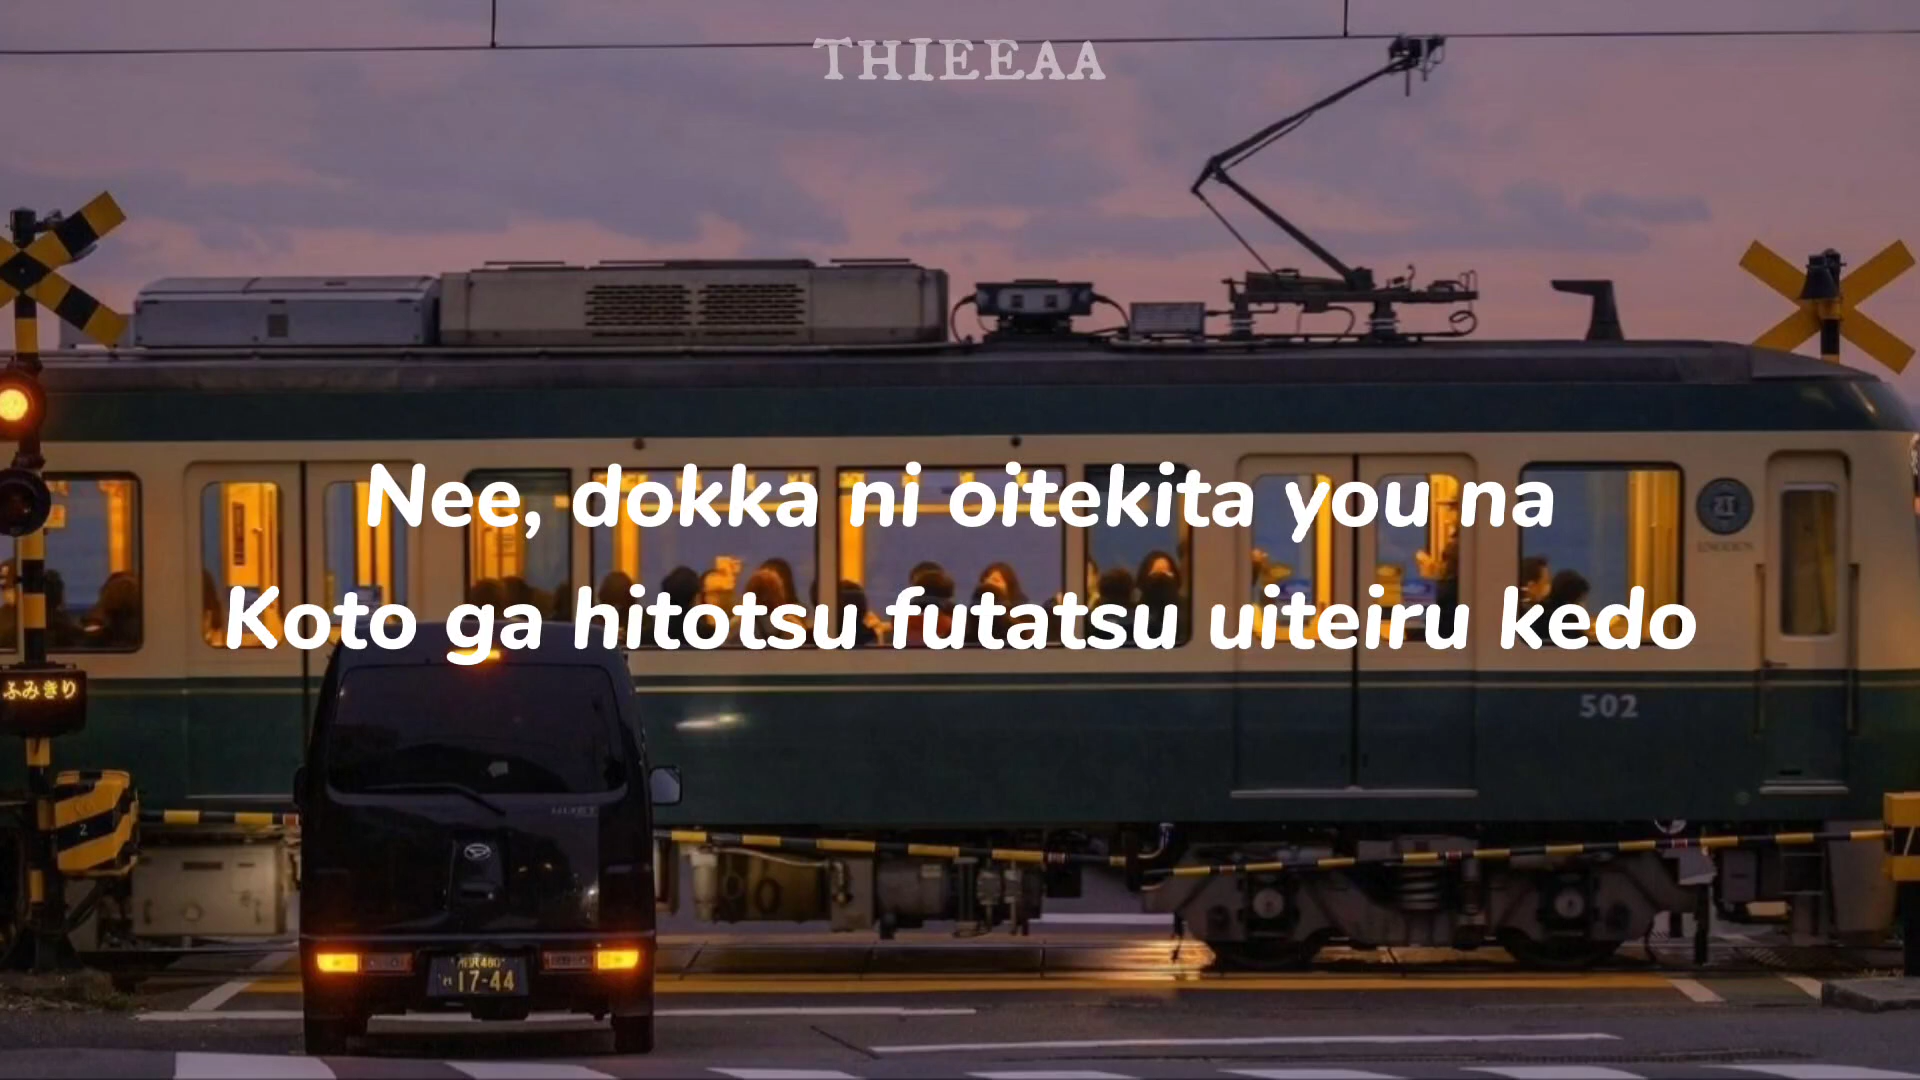 THIEEAA
Nee, dokka ni oitekita you na
Koto ga hitotsu futatsu uiteiru kedo
ふみきり
502
2
17-44